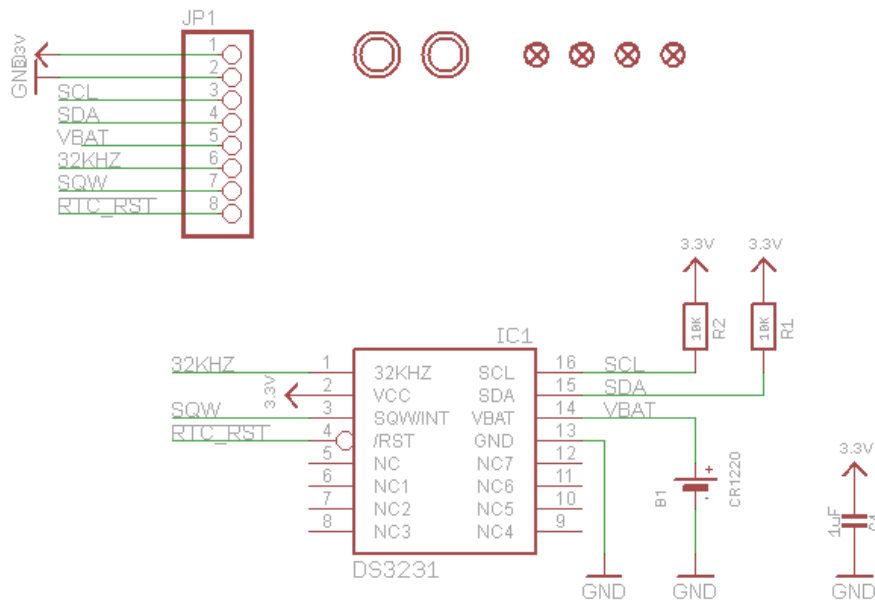 JP1
3.3V
GND
1
2
SCL 3
SDA 4
VBAT 5
32KHZ 6
SQW 7
RTC_RST 8
3.3V 3.3V
10K R2 10K R1
IC1
32KHZ 1 32KHZ SCL 16 SCL
3.3V 2 VCC SDA 15 SDA
SQW 3 SQW/INT VBAT 14 VBAT
RTC_RST 4 /RST GND 13
5 NC NC7 12
6 NC1 NC6 11
7 NC2 NC5 10
8 NC3 NC4 9
DS3231
B1 + - CR1220
3.3V
1uF
GND GND GND